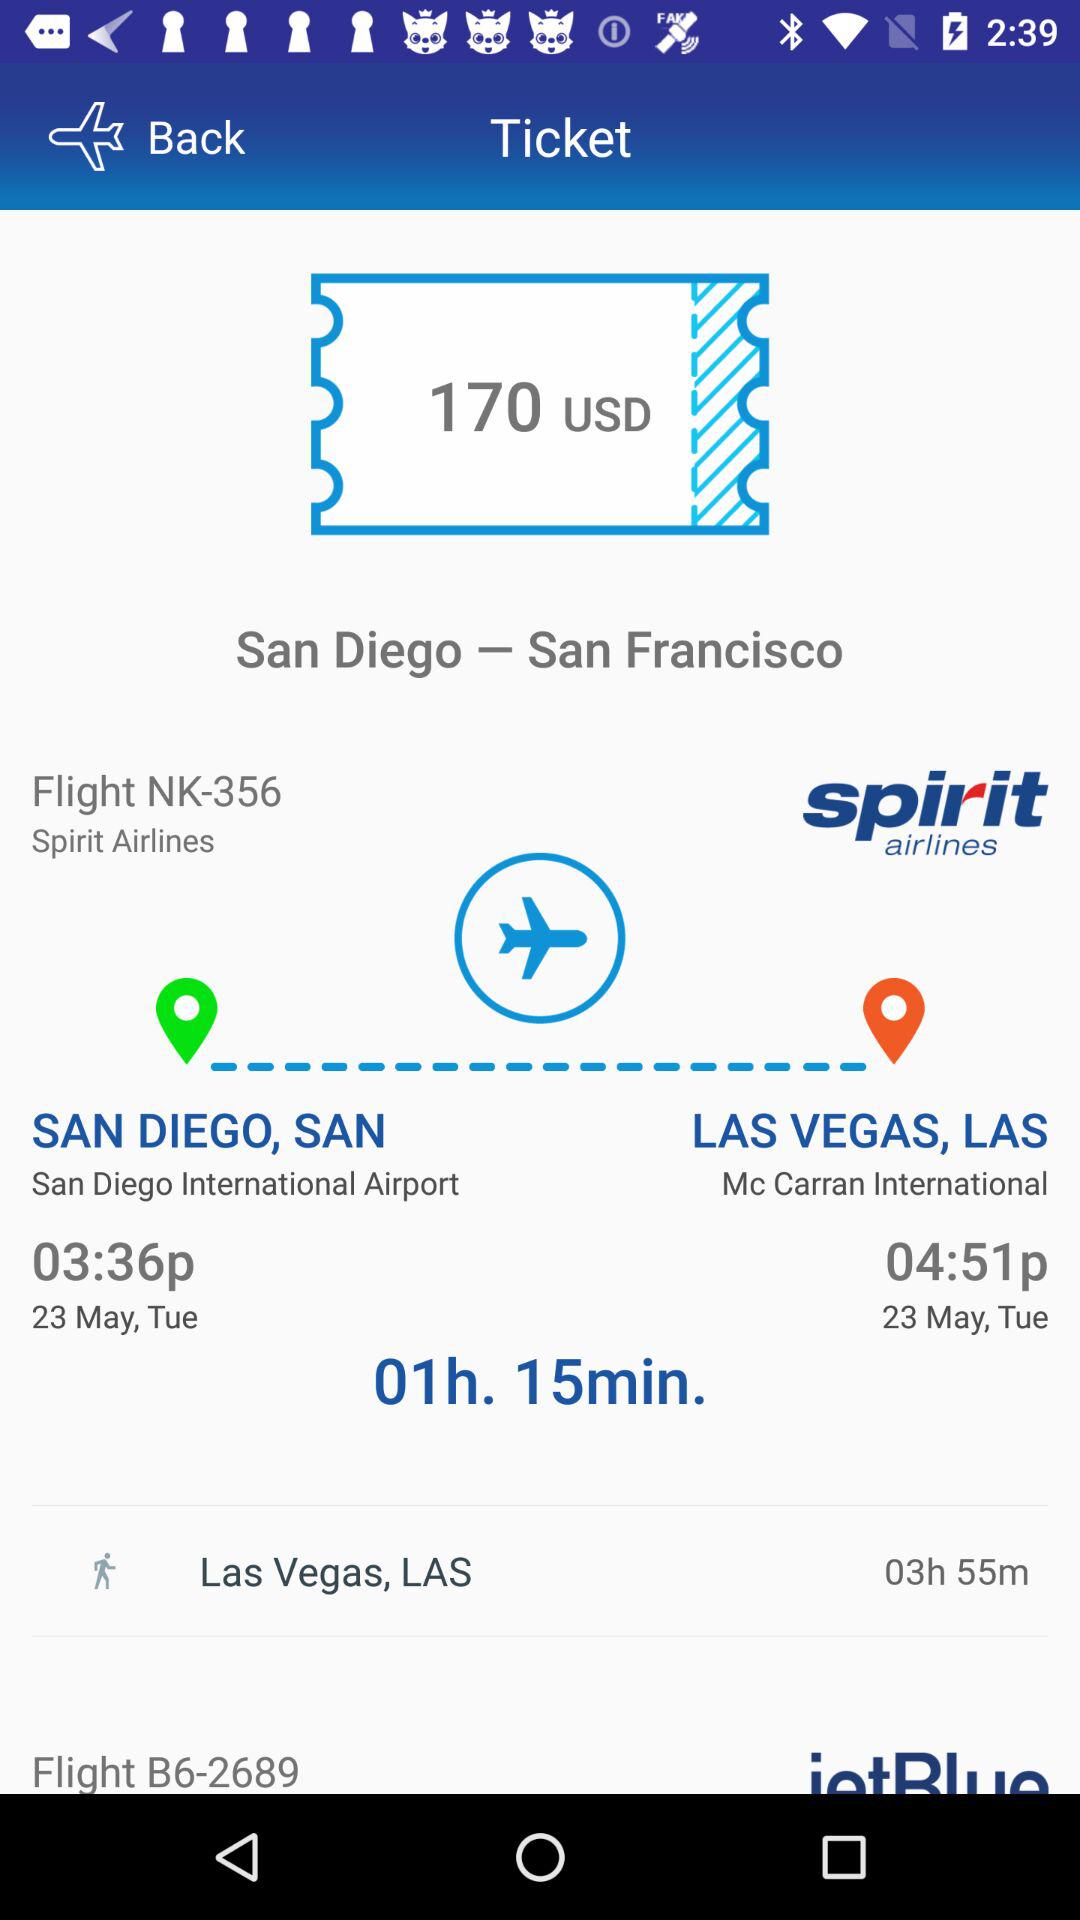 FAKE 2:39
Back Ticket
170 USD
San Diego — San Francisco
Flight NK-356
Spirit Airlines
spirit
airlines
SAN DIEGO, SAN LAS VEGAS, LAS
San Diego International Airport Mc Carran International
03:36p 04:51p
23 May, Tue 23 May, Tue
01h. 15min.
Las Vegas, LAS 03h 55m
Flight B6-2689 jetBlue